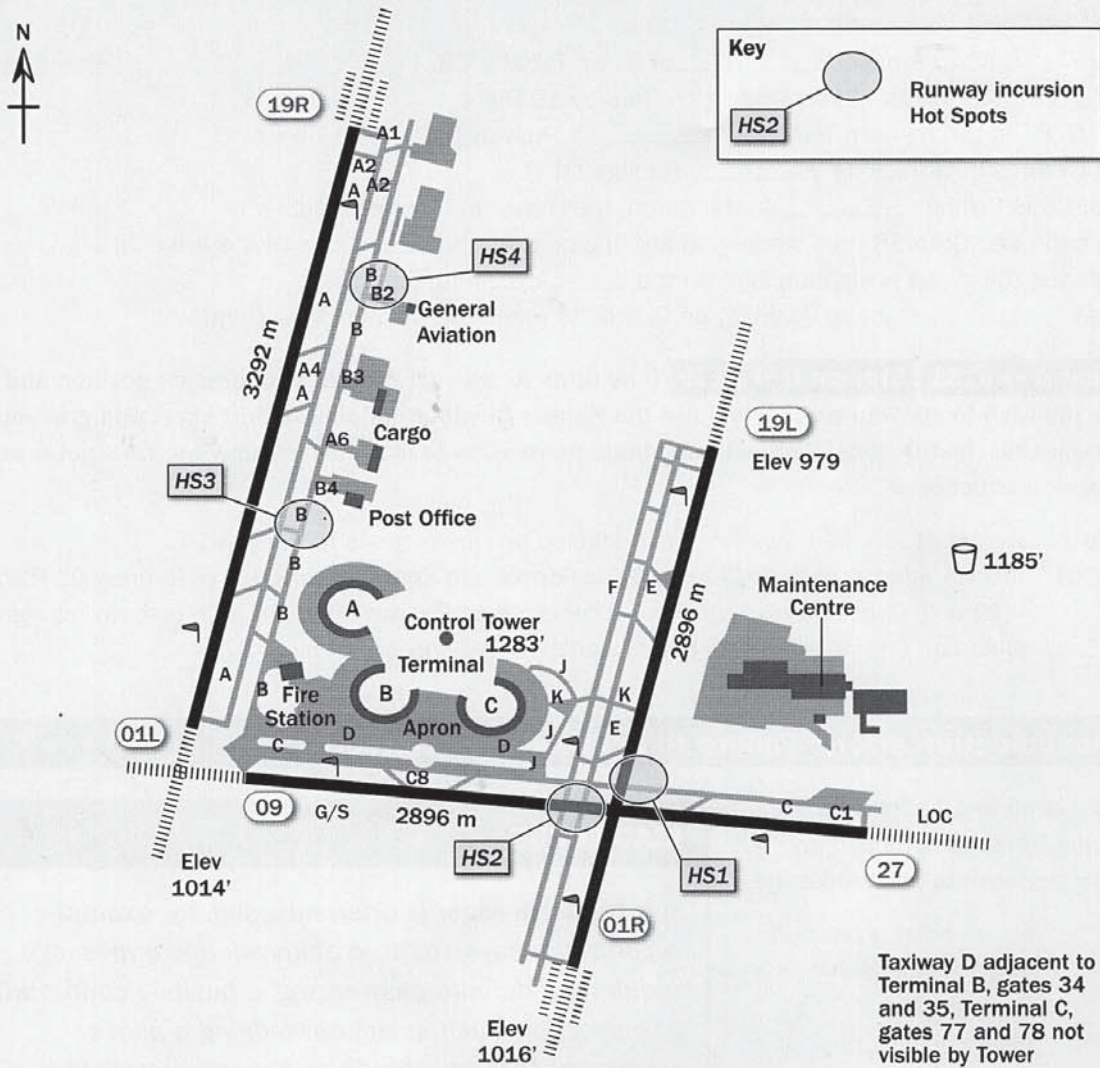 N
Key
HS2
Runway incursion
Hot Spots
19R
A1
A2
A2
A
HS4
B
B2
General
Aviation
A
B
3292 m
A4
A
B3
Cargo
A6
19L
Elev 979
HS3
B4
B
Post Office
B
1185'
Maintenance
Centre
F
E
2896 m
A
B
Control Tower
1283'
Terminal
J
K
K
A
B
Fire
Station
B
C
J
E
D
Apron
D
C
J
01L
C8
09
G/S
2896 m
C
C1
LOC
HS2
HS1
27
Elev
1014'
01R
Elev
1016'
Taxiway D adjacent to
Terminal B, gates 34
and 35, Terminal C,
gates 77 and 78 not
visible by Tower